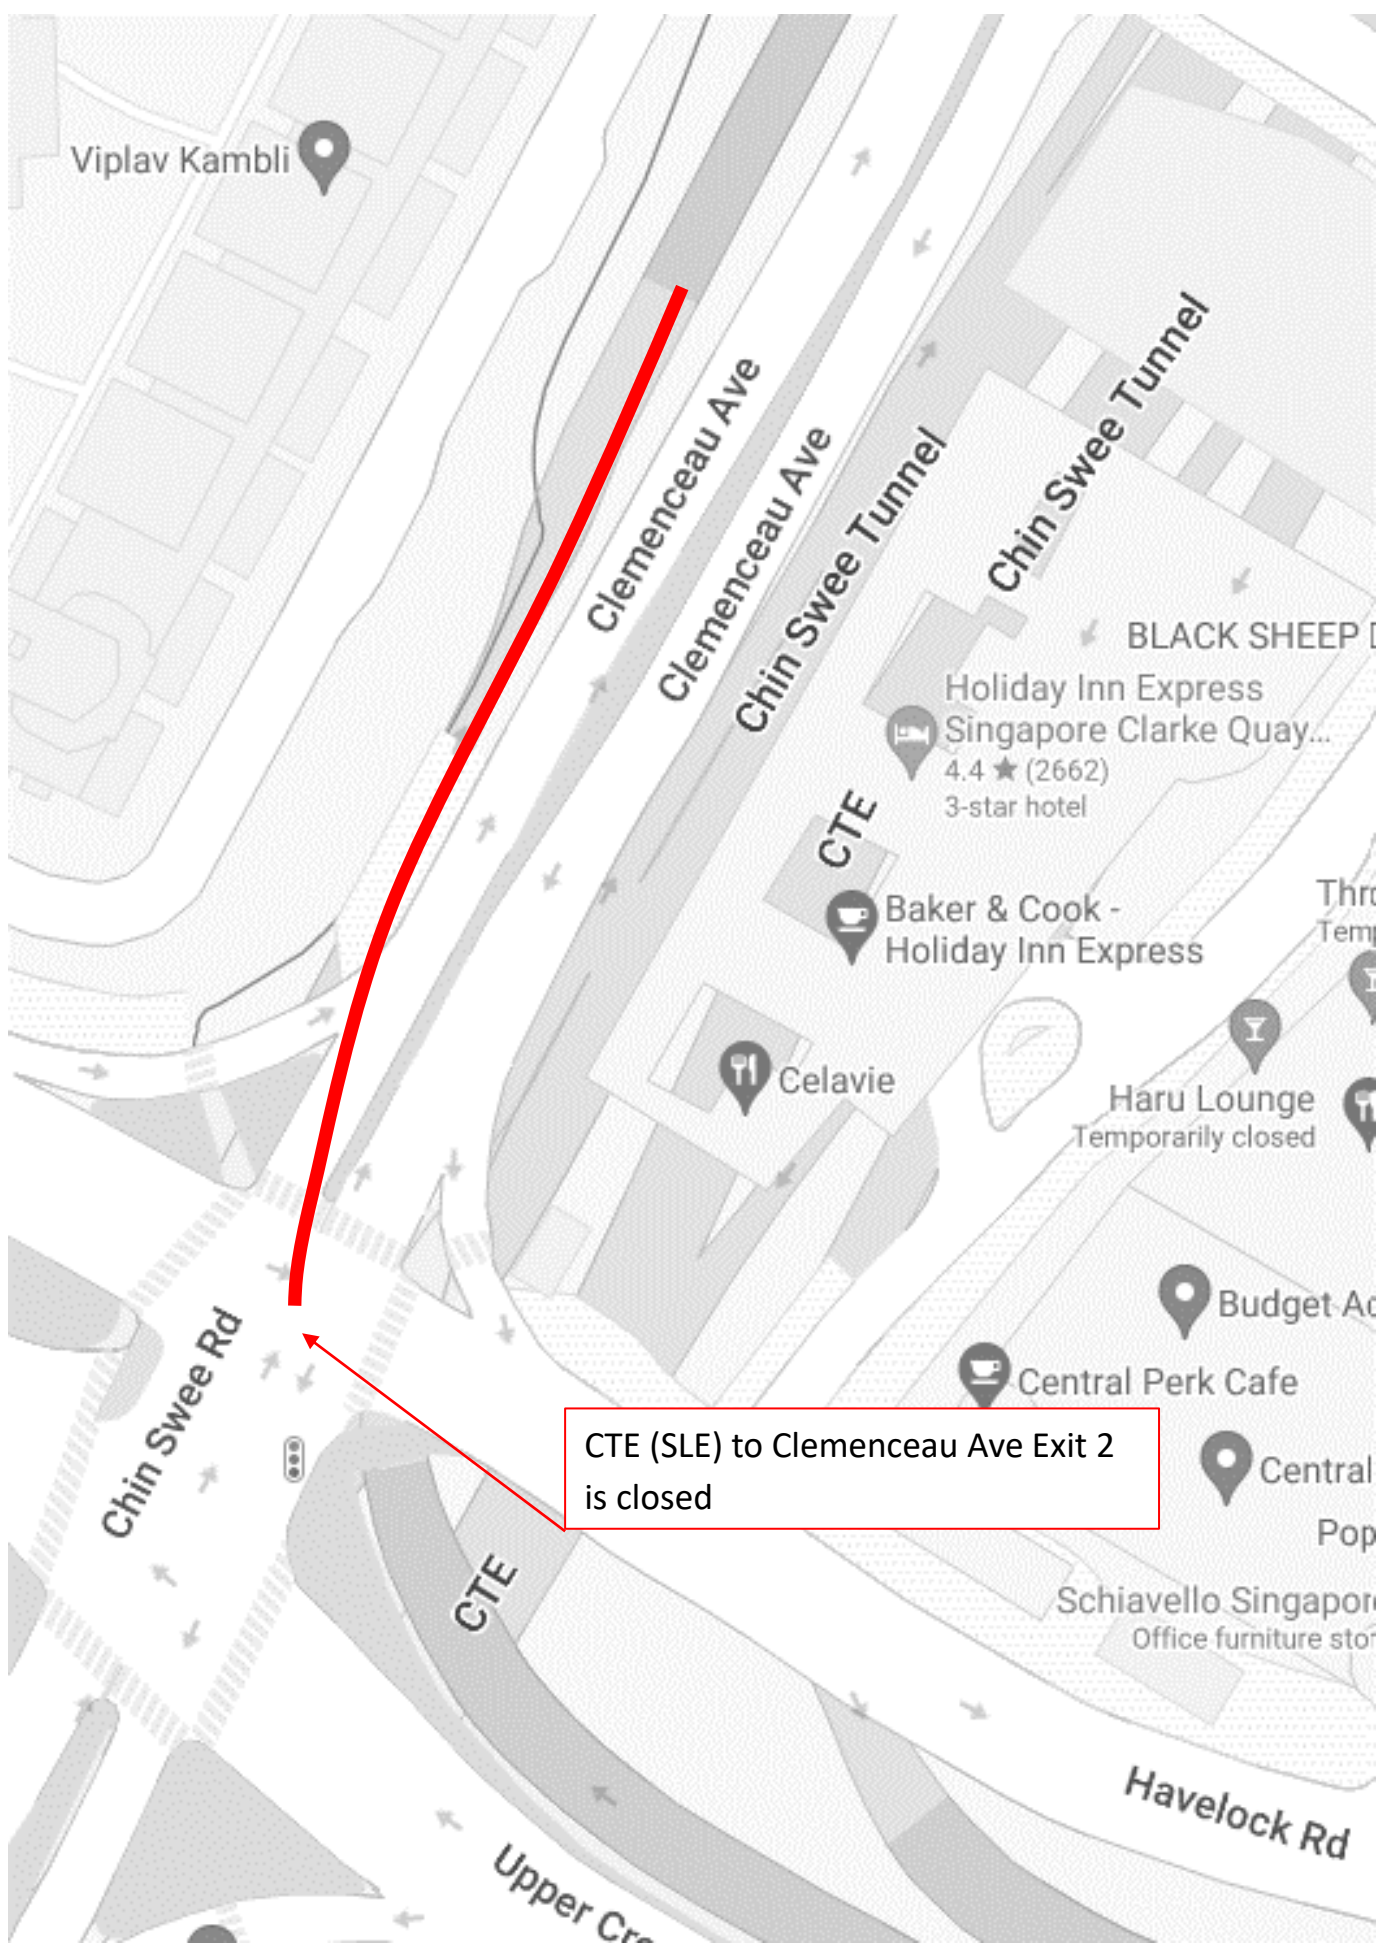 Viplav Kambli
Clemenceau Ave
Clemenceau Ave
Chin Swee Tunnel
Chin Swee Tunnel
BLACK SHEEP
Holiday Inn Express
Singapore Clarke Quay...
4.4 ★ (2662)
3-star hotel
CTE
Baker & Cook -
Holiday Inn Express
Celavie
Haru Lounge
Temporarily closed
Budget
Chin Swee Rd
Central Perk Cafe
CTE (SLE) to Clemenceau Ave Exit 2
is closed
Central
CTE
Schiavello
Office furniture
Havelock Rd
Upper